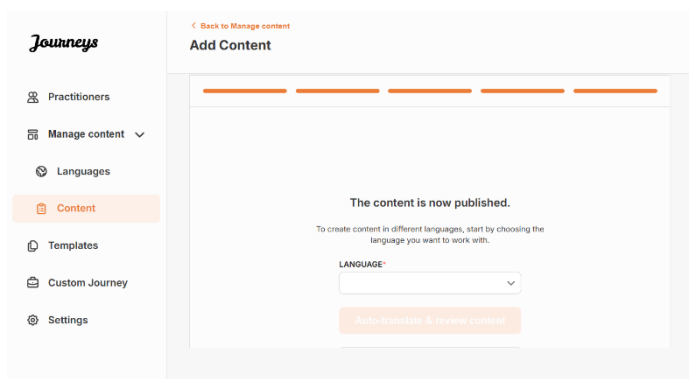 Journeys
Practitioners
Manage content
Languages
Content
Templates
Custom Journey
Settings
Back to Manage content
Add Content
The content is now published.
To create content in different languages, start by choosing the
language you want to work with.
LANGUAGE*
Auto-translate & review content